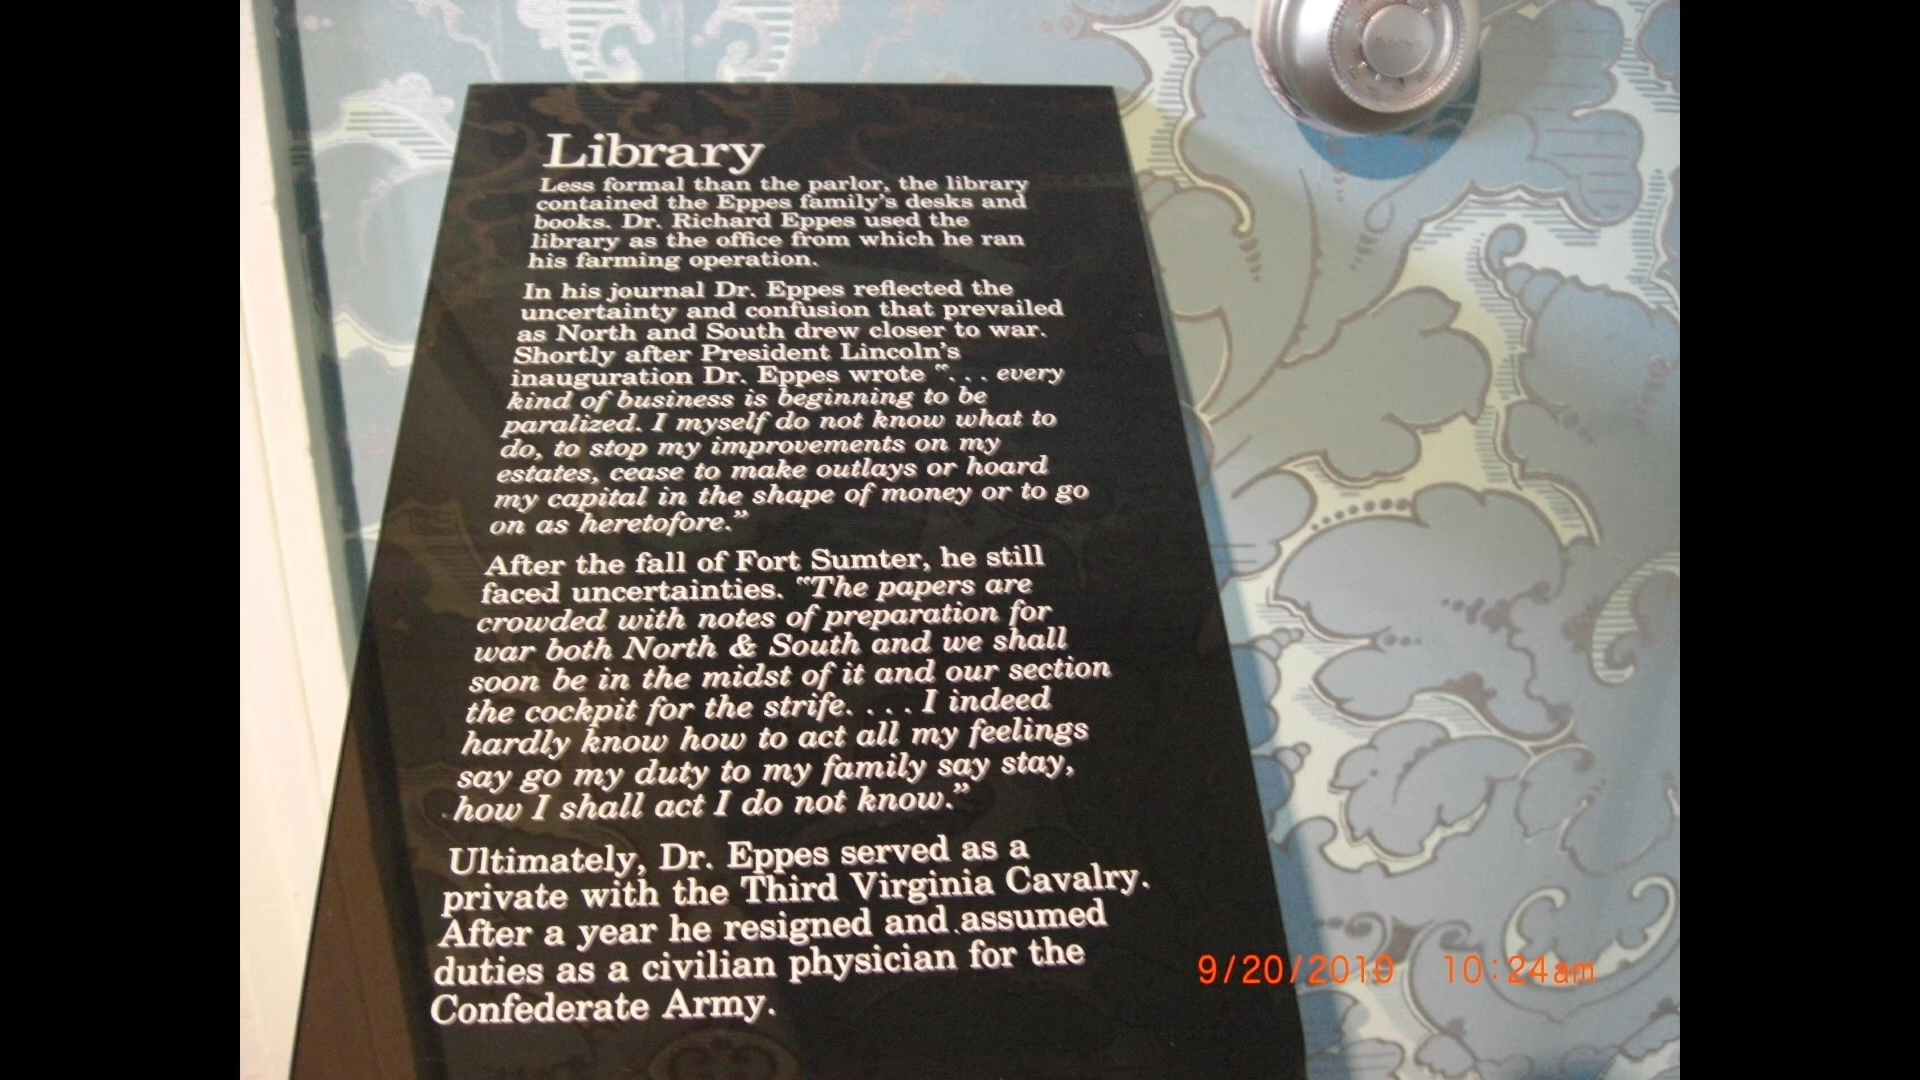 Library
Less formal than the parlor, the library
contained the Eppes family's desks and
books. Dr. Richard Eppes used the
library as the office from which he ran
his farming operation.
In his journal Dr. Eppes reflected the
uncertainty and confusion that prevailed
as North and South drew closer to war.
Shortly after President Lincoln's
inauguration Dr. Eppes wrote "... every
kind of business is beginning to be
paralized. I myself do not know what to
do, to stop my improvements on my
estates, cease to make outlays or hoard
my capital in the shape of money or to go
on as heretofore."
After the fall of Fort Sumter, he still
faced uncertainties. "The papers are
crowded with notes of preparation for
war both North & South and we shall
soon be in the midst of it and our section
the cockpit for the strife. . . . I indeed
hardly know how to act all my feelings
say go my duty to my family say stay,
how I shall act I do not know."
Ultimately, Dr. Eppes served as a
private with the Third Virginia Cavalry.
After a year he resigned and assumed
duties as a civilian physician for the
Confederate Army.
9/20/2010 10:24am